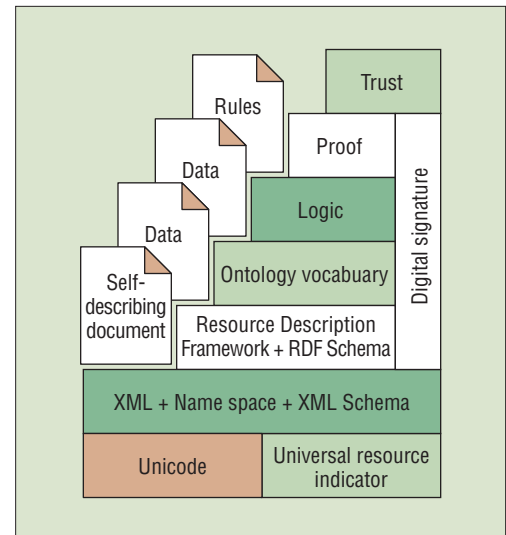 Trust
Rules
Proof
Data
Logic
Data
Ontology vocabuary
Self-
describing
document
Resource Description
Framework + RDF Schema
Digital signature
XML + Name space + XML Schema
Unicode
Universal resource
indicator